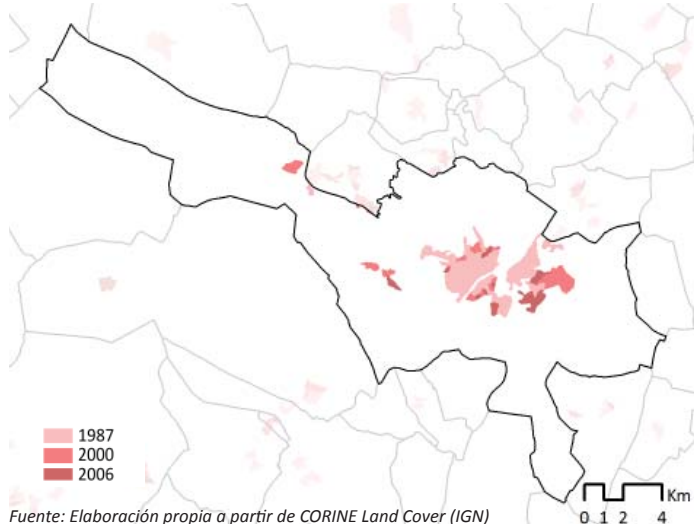 1987
2000
2006
Km
0 1 2 4
Fuente: Elaboración propia a partir de CORINE Land Cover (IGN)